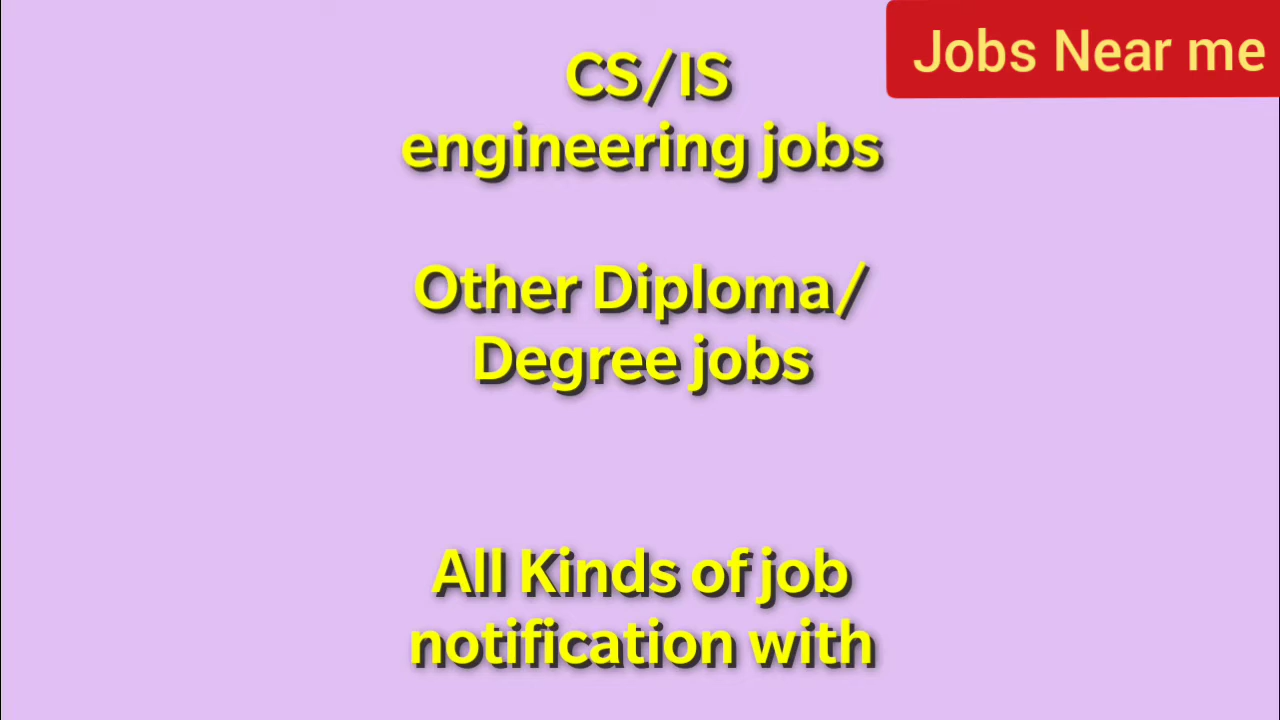 Jobs Near me
CS/IS
engineering jobs
Other Diploma/
Degree jobs
All Kinds of job
notification with